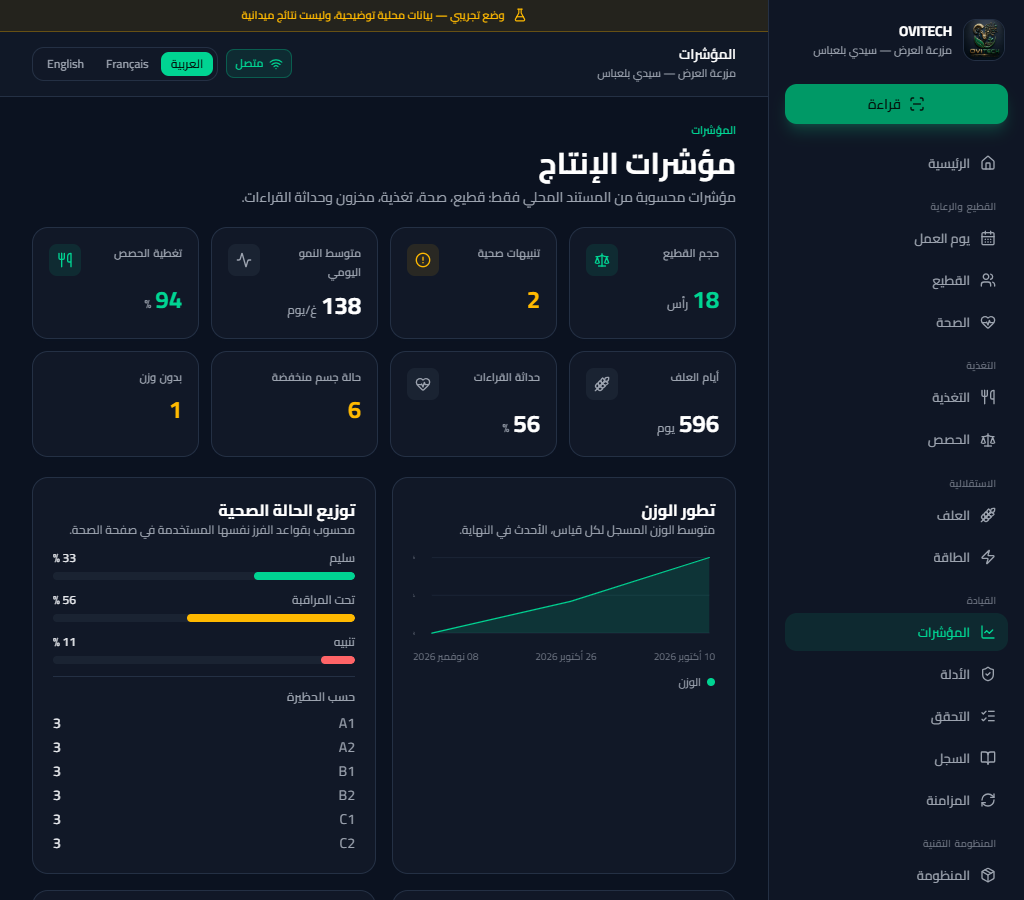 وضع تجريبي — بيانات محلية توضيحية، وليست نتائج ميدانية
OVITECH
مزرعة العرض — سيدي بلعباس
قراءة
الرئيسية
القطيع والرعاية
يوم العمل
القطيع
الصحة
التغذية
التغذية
الحصص
الاستقلالية
العلف
الطاقة
القيادة
المؤشرات
الأدلة
التحقق
السجل
المزامنة
المنظومة التقنية
المنظومة
المؤشرات
مزرعة العرض — سيدي بلعباس
متصل
العربية
Français
English
المؤشرات
مؤشرات الإنتاج
مؤشرات محسوبة من المستند المحلي فقط: قطيع، صحة، تغذية، مخزون وحداثة القراءات.
حجم القطيع
18 رأس
تنبيهات صحية
2
متوسط النمو اليومي
138 غ/يوم
تغطية الحصص
94 %
أيام العلف
596 يوم
حداثة القراءات
56 %
حالة جسم منخفضة
6
بدون وزن
1
تطور الوزن
متوسط الوزن المسجل لكل قياس، الأحدث في النهاية.
10 أكتوبر 2026
26 أكتوبر 2026
08 نوفمبر 2026
الوزن
توزيع الحالة الصحية
محسوب بقواعد الفرز نفسها المستخدمة في صفحة الصحة.
سليم
33 %
تحت المراقبة
56 %
تنبيه
11 %
حسب الحظيرة
A1 3
A2 3
B1 3
B2 3
C1 3
C2 3